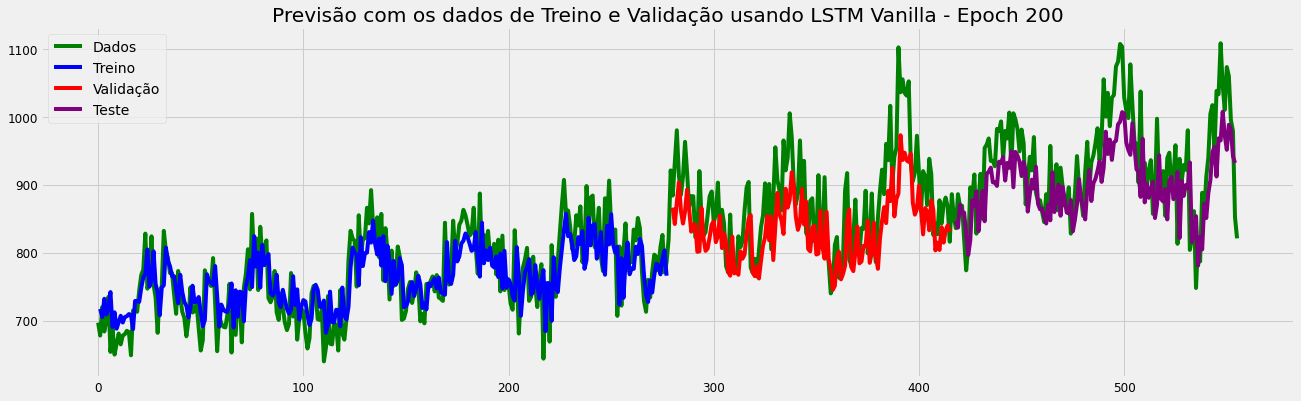 Previsão com os dados de Treino e Validação usando LSTM Vanilla - Epoch 200
Dados
Treino
Validação
Teste
1100
1000
900
800
700
0 100 200 300 400 500